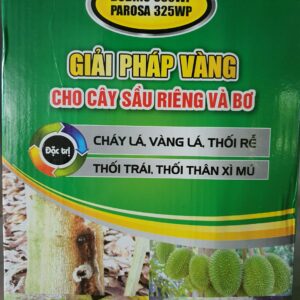 PAROSA 325WP
GIẢI PHÁP VÀNG
CHO CÂY SẦU RIÊNG VÀ BƠ
Đặc trị
CHÁY LÁ, VÀNG LÁ, THỐI RỄ
THỐI TRÁI, THỐI THÂN XÌ MỦ